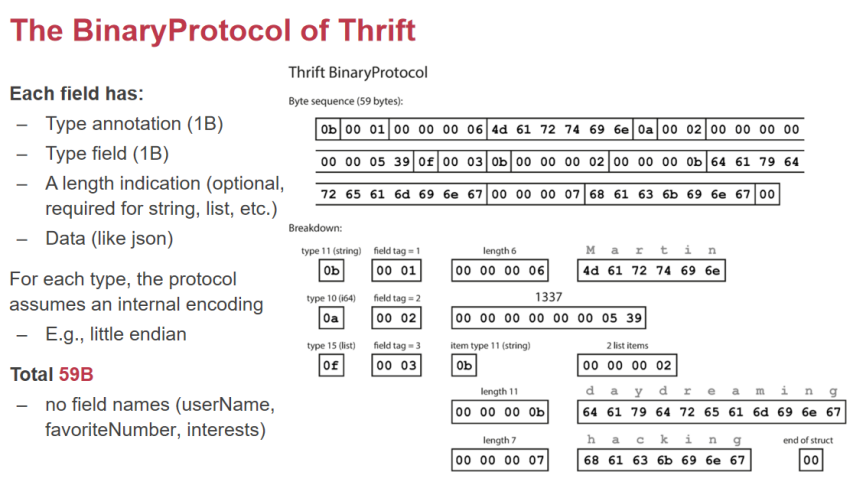 The BinaryProtocol of Thrift
Each field has:
– Type annotation (1B)
– Type field (1B)
– A length indication (optional,
required for string, list, etc.)
– Data (like json)
For each type, the protocol
assumes an internal encoding
– E.g., little endian
Total 59B
– no field names (userName,
favoriteNumber, interests)
Thrift BinaryProtocol
Byte sequence (59 bytes):
0b 00 01 00 00 00 06 4d 61 72 74 69 6e 0a 00 02 00 00 00 00
00 00 05 39 0f 00 03 0b 00 00 00 02 00 00 00 0b 64 61 79 64
72 65 61 6d 69 6e 67 00 00 00 07 68 61 63 6b 69 6e 67 00
Breakdown:
type 11 (string) field tag = 1 length 6 M a r t i n
0b 00 01 00 00 00 06 4d 61 72 74 69 6e
type 10 (i64) field tag = 2 1337
0a 00 02 00 00 00 00 00 00 05 39
type 15 (list) field tag = 3 item type 11 (string) 2 list items
0f 00 03 0b 00 00 00 02
length 11 d a y d r e a m i n g
00 00 00 0b 64 61 79 64 72 65 61 6d 69 6e 67
length 7 h a c k i n g end of struct
00 00 00 07 68 61 63 6b 69 6e 67 00